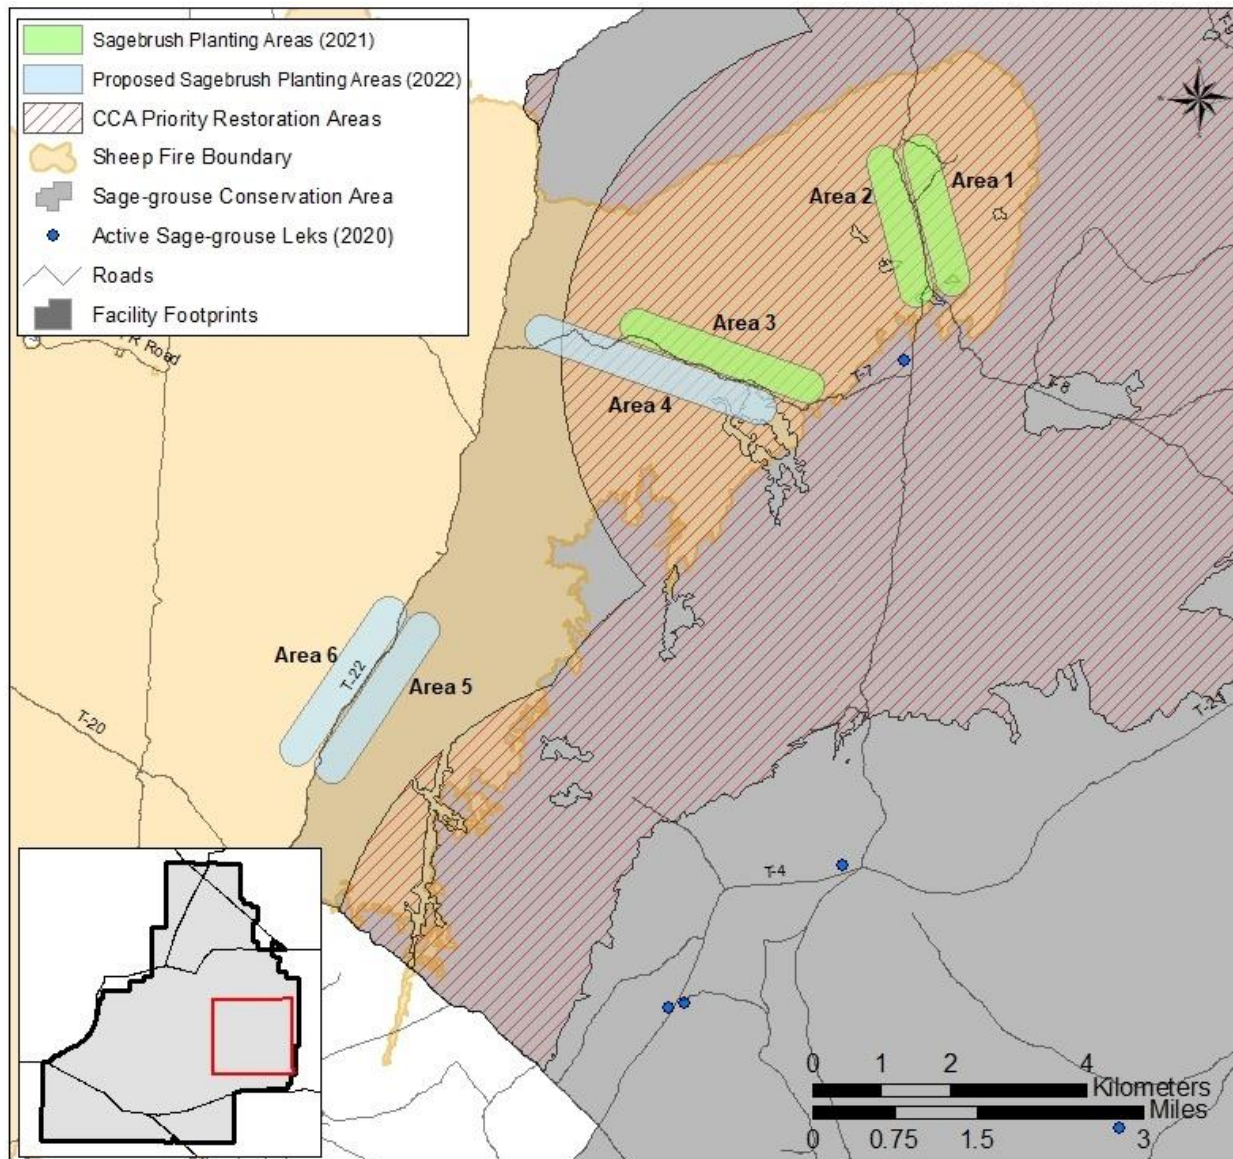 Sagebrush Planting Areas (2021)
Proposed Sagebrush Planting Areas (2022)
CCA Priority Restoration Areas
Sheep Fire Boundary
Sage-grouse Conservation Area
Active Sage-grouse Leks (2020)
Roads
Facility Footprints
T-9
Area 1
Area 2
Area 3
R Road
Area 4
T-7
T-8
Area 6
T-22
Area 5
T-20
T-21
T-4
0 1 2 4
Kilometers
Miles
0 0.75 1.5 3